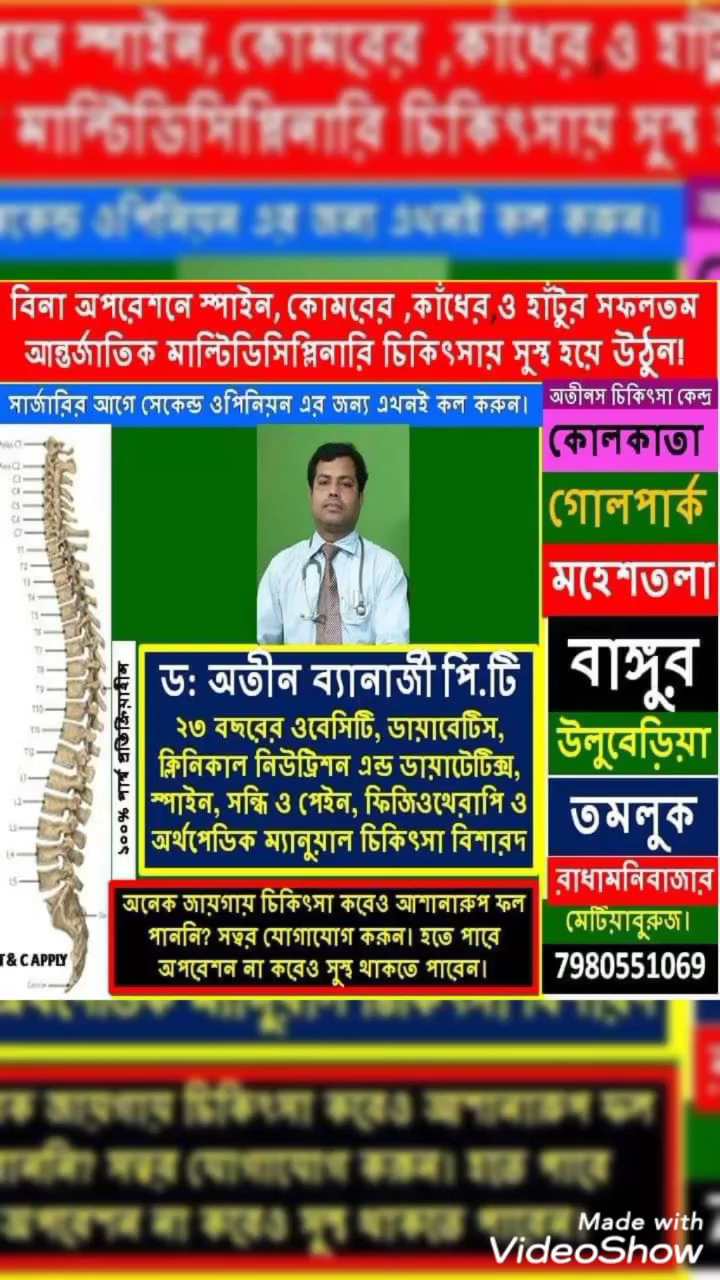 বিনা অপরেশনে স্পাইন, কোমরের ,কাঁধের,ও হাঁটুর সফলতম
আন্তর্জাতিক মাল্টিডিসিপ্লিনারি চিকিৎসায় সুস্থ হয়ে উঠুন!
সার্জারির আগে সেকেন্ড ওপিনিয়ন এর জন্য এখনই কল করুন।
অতীনস চিকিৎসা কেন্দ্র
কোলকাতা
গোলপার্ক
মহেশতলা
বাঙ্গুর
উলুবেড়িয়া
তমলুক
রাধামনিবাজার
মেটিয়াবুরুজ।
7980551069
১০০% পার্শ্ব প্রতিক্রিয়াহীন
ড: অতীন ব্যানার্জী পি.টি
২৩ বছরের ওবেসিটি, ডায়াবেটিস,
ক্লিনিকাল নিউট্রিশন এন্ড ডায়াটেটিক্স,
স্পাইন, সন্ধি ও পেইন, ফিজিওথেরাপি ও
অর্থপেডিক ম্যানুয়াল চিকিৎসা বিশারদ
অনেক জায়গায় চিকিৎসা করেও আশানারুপ ফল
পাননি? সত্বর যোগাযোগ করুন। হতে পারে
অপরেশন না করেও সুস্থ থাকতে পারেন।
T& C APPLY
Made with
VideoShow